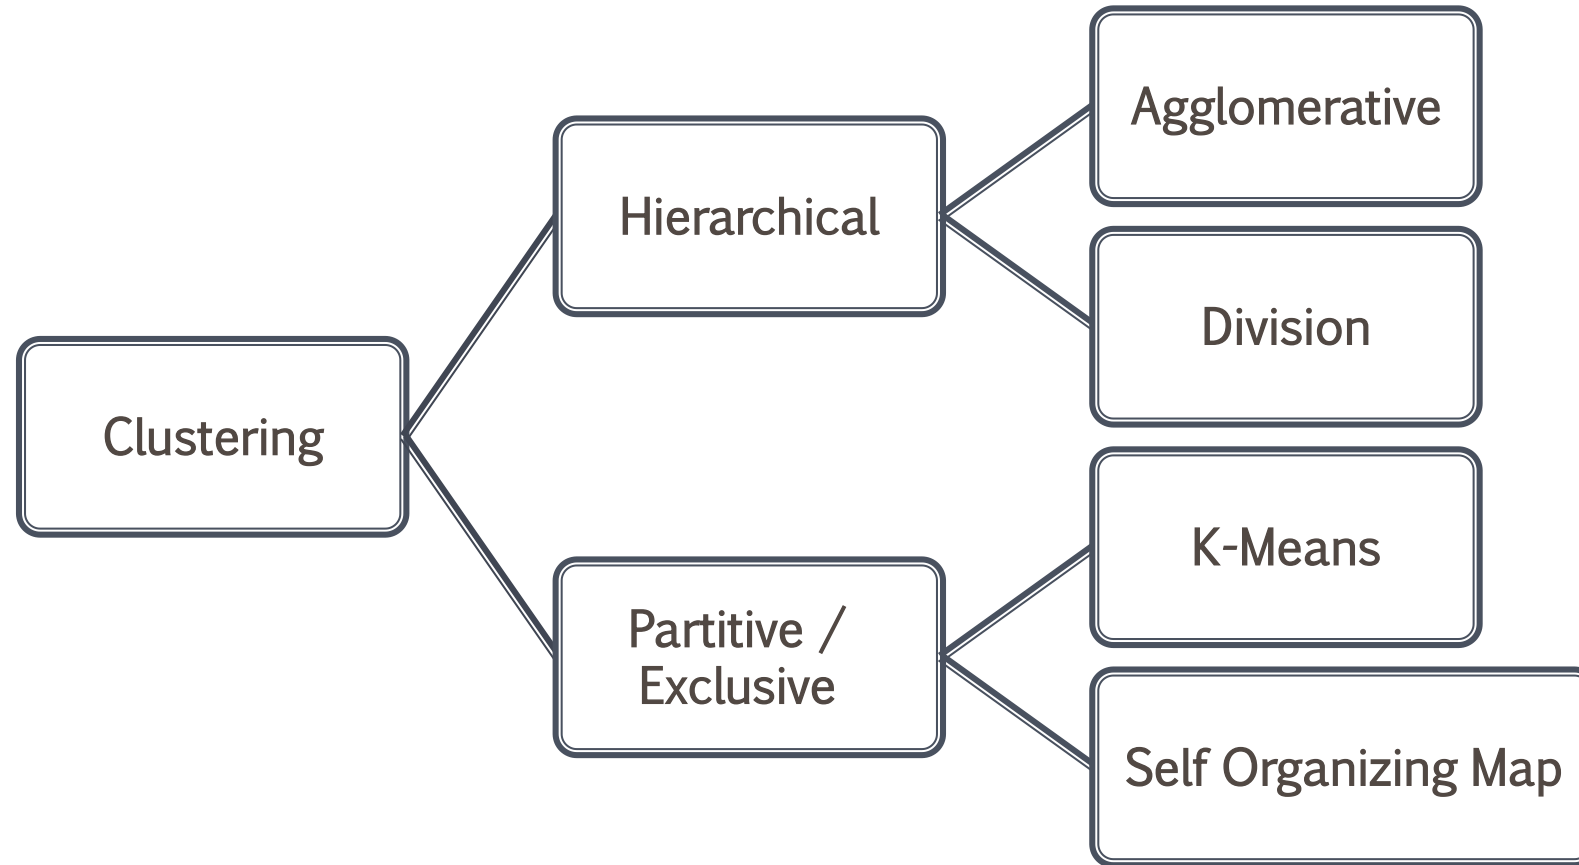 Clustering
Hierarchical
Agglomerative
Division
Partitive /
Exclusive
K-Means
Self Organizing Map